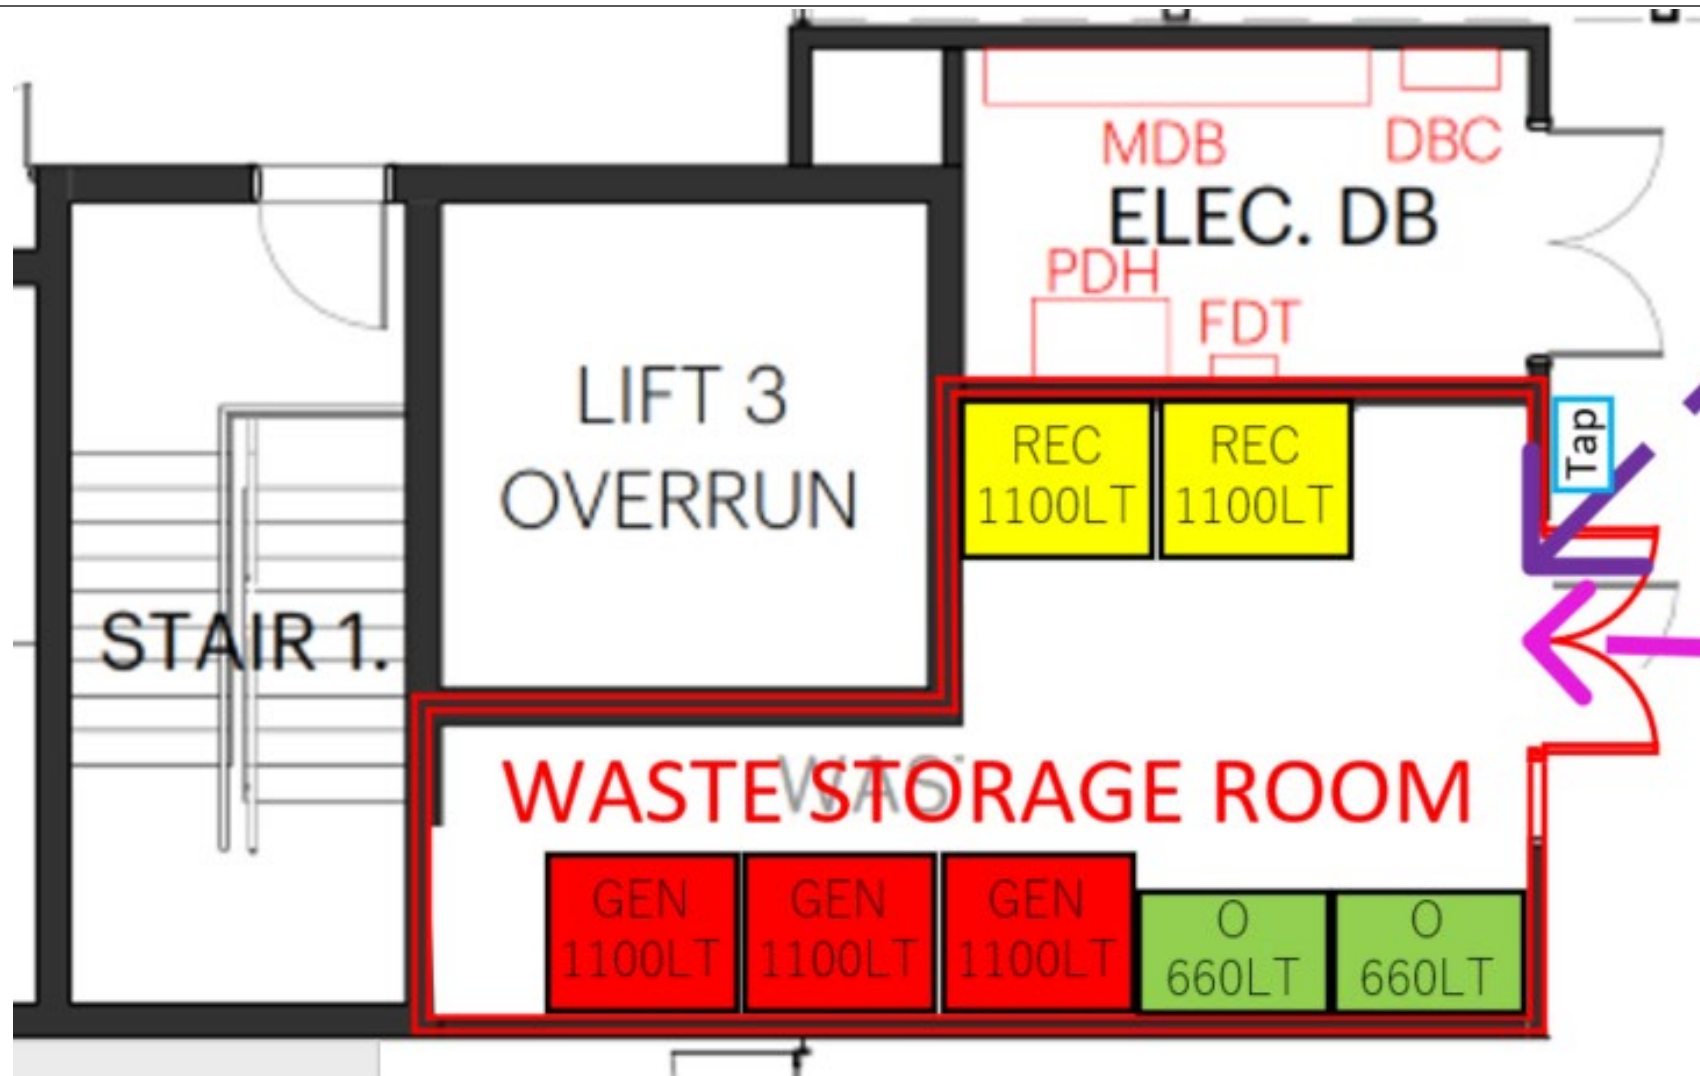 MDB
DBC
ELEC. DB
PDH
FDT
LIFT 3
OVERRUN
REC
1100LT
REC
1100LT
Tap
STAIR 1.
WAS
WASTE STORAGE ROOM
GEN
1100LT
GEN
1100LT
GEN
1100LT
O
660LT
O
660LT